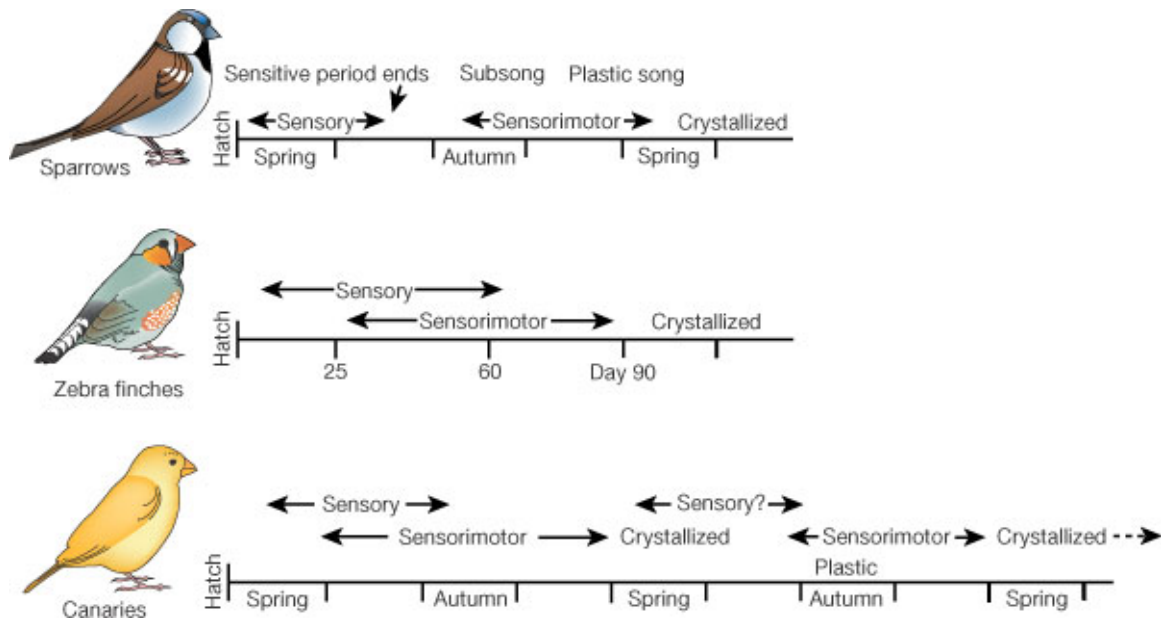 Sensitive period ends Subsong Plastic song
Sensory Sensorimotor Crystallized
Hatch
Spring Autumn Spring
Sparrows
Sensory
Sensorimotor Crystallized
Hatch
25 60 Day 90
Zebra finches
Sensory Sensory?
Sensorimotor Crystallized Sensorimotor Crystallized
Plastic
Hatch
Spring Autumn Spring Autumn Spring
Canaries